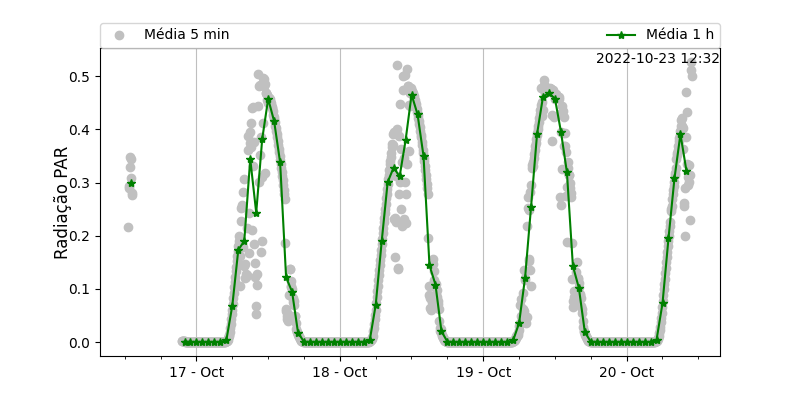 Média 5 min
Média 1 h
2022-10-23 12:32
Radiação PAR
0.5
0.4
0.3
0.2
0.1
0.0
17 - Oct
18 - Oct
19 - Oct
20 - Oct